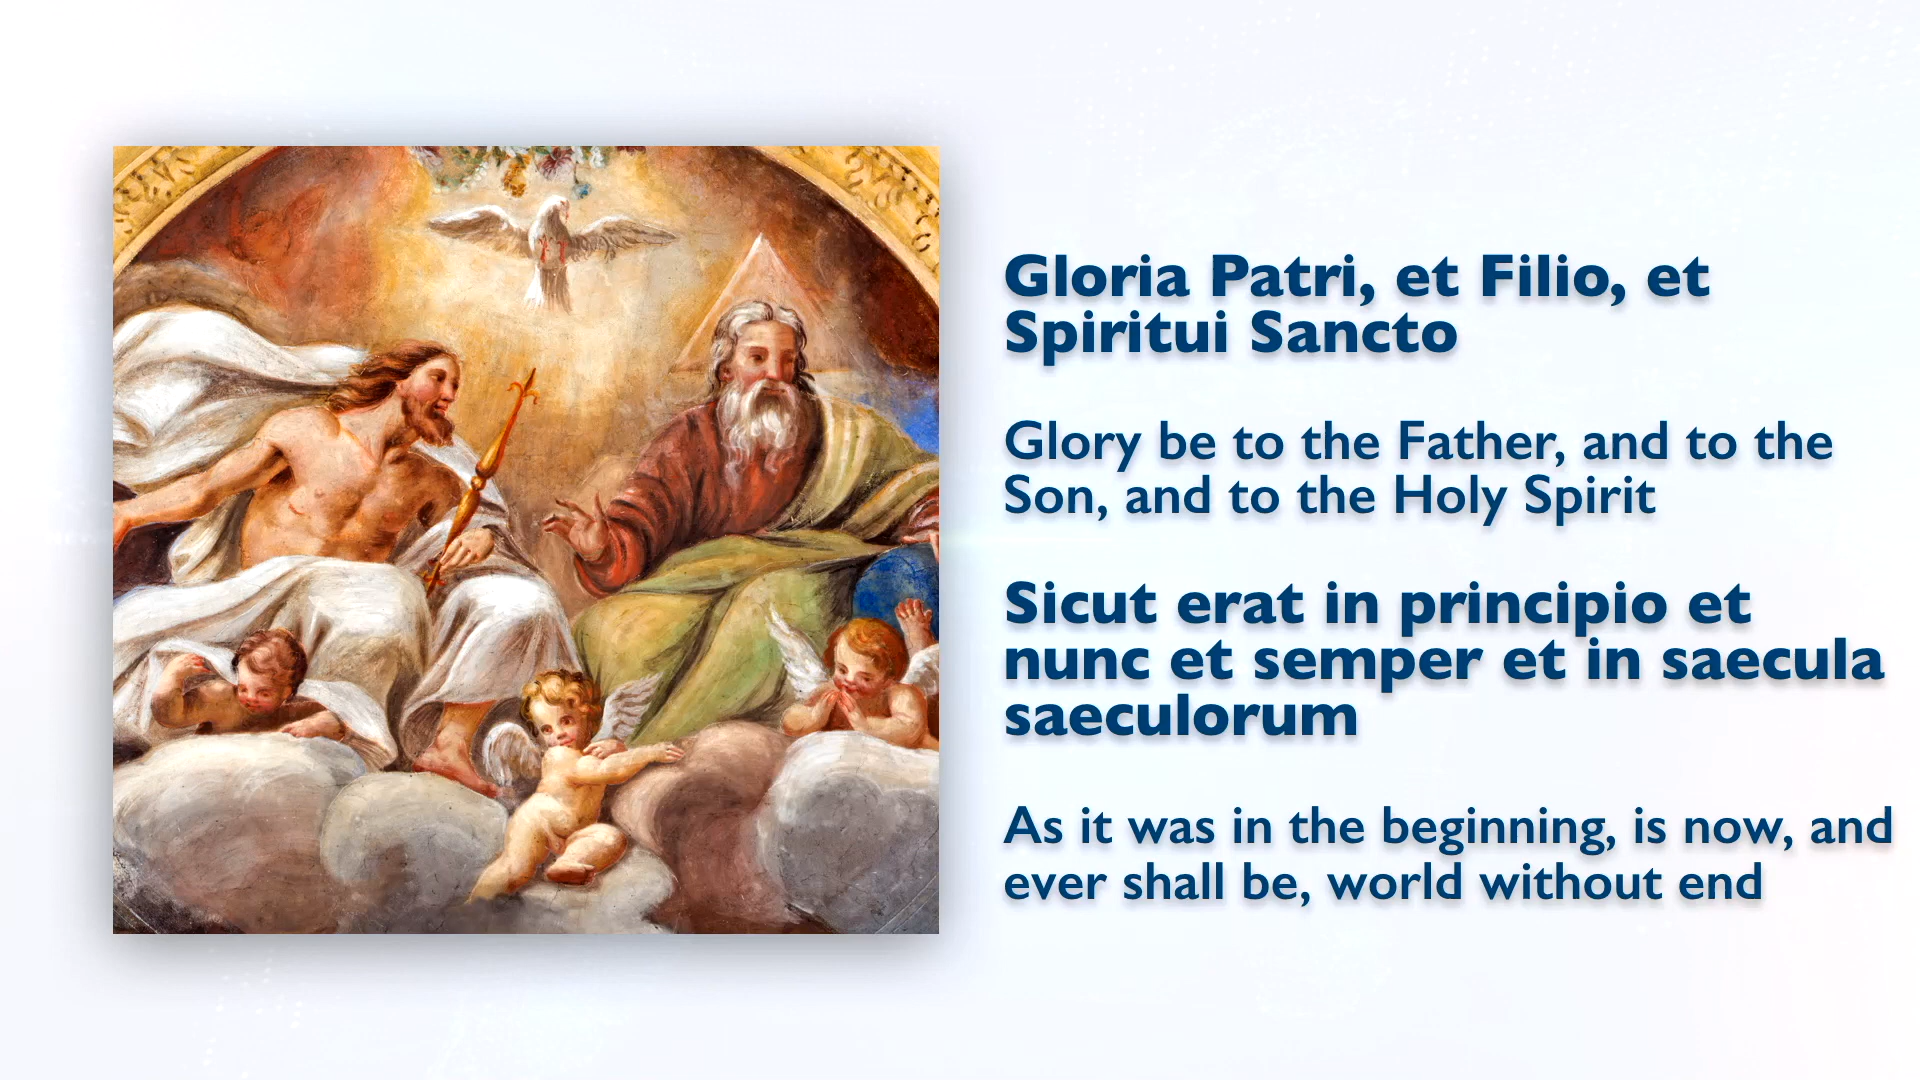 Gloria Patri, et Filio, et
Spiritui Sancto
Glory be to the Father, and to the
Son, and to the Holy Spirit
Sicut erat in principio et
nunc et semper et in saecula
saeculorum
As it was in the beginning, is now, and
ever shall be, world without end